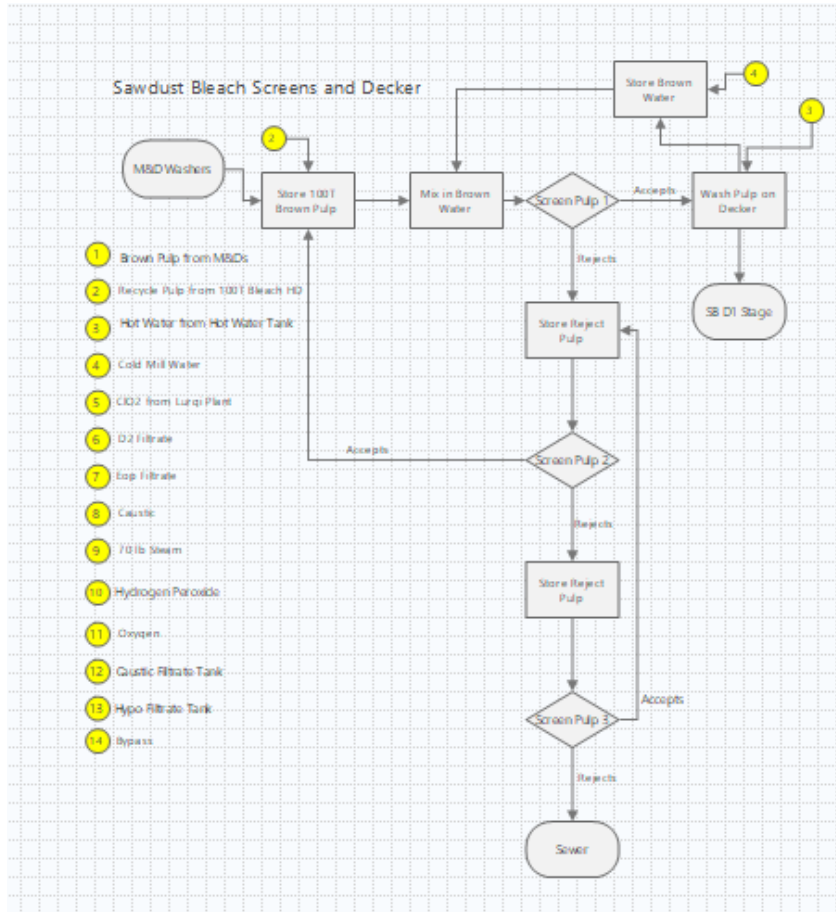 Sawdust Bleach Screens and Decker
Store Brown
Water
4
3
2
M&D Washers
Store 100T
Brown Pulp
Mix in Brown
Water
Screen Pulp 1
Accepts
Wash Pulp on
Decker
Rejects
SB D1 Stage
Store Reject
Pulp
Screen Pulp 2
Accepts
Rejects
Store Reject
Pulp
Screen Pulp 3
Accepts
Rejects
Sewer
1 Brown Pulp from M&Ds
2 Recycle Pulp from 100T Bleach HD
3 Hot Water from Hot Water Tank
4 Cold Mill Water
5 ClO2 from Lurgi Plant
6 D2 Filtrate
7 Eop Filtrate
8 Caustic
9 70 lb Steam
10 Hydrogen Peroxide
11 Oxygen
12 Caustic Filtrate Tank
13 Hypo Filtrate Tank
14 Bypass